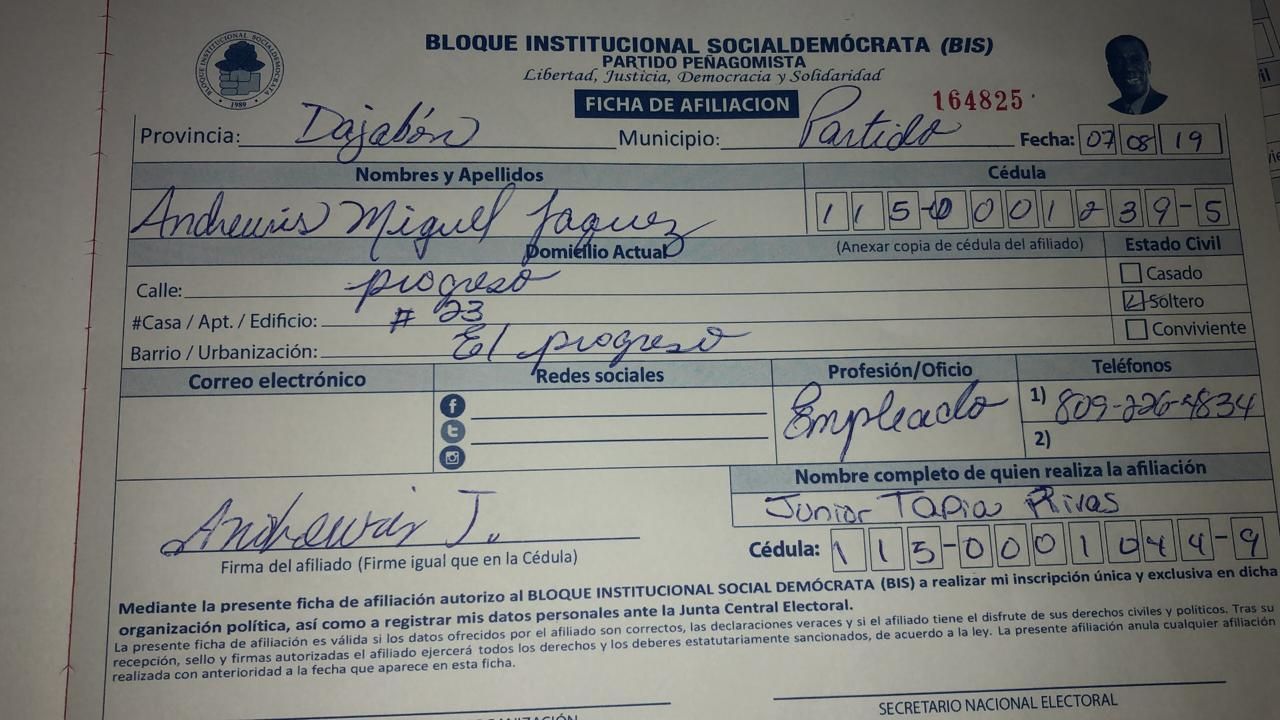 BLOQUE INSTITUCIONAL SOCIALDEMÓCRATA (BIS)
PARTIDO PEÑAGOMISTA
Libertad, Justicia, Democracia y Solidaridad
BLOQUE INSTITUCIONAL SOCIALDEMOCRATA
1989
FICHA DE AFILIACION 164825
Provincia: Dajabón Municipio: Partido Fecha: 07 08 19
Nombres y Apellidos Cédula
Andrewris Miguel Jaquez 115-0001239-5
Domicilio Actual (Anexar copia de cédula del afiliado) Estado Civil
Calle: progreso Casado
#Casa / Apt. / Edificio: # 23 Soltero
Barrio / Urbanización: El progreso Conviviente
Correo electrónico Redes sociales Profesión/Oficio Teléfonos
Empleado 1) 809-226-4834
2)
Nombre completo de quien realiza la afiliación
Junior Tapia Rivas
Andrewris J.
Cédula: 115-0001044-9
Firma del afiliado (Firme igual que en la Cédula)
Mediante la presente ficha de afiliación autorizo al BLOQUE INSTITUCIONAL SOCIAL DEMÓCRATA (BIS) a realizar mi inscripción única y exclusiva en dicha
organización política, así como a registrar mis datos personales ante la Junta Central Electoral.
La presente ficha de afiliación es válida si los datos ofrecidos por el afiliado son correctos, las declaraciones veraces y si el afiliado tiene el disfrute de sus derechos civiles y políticos. Tras su
recepción, sello y firmas autorizadas el afiliado ejercerá todos los derechos y los deberes estatutariamente sancionados, de acuerdo a la ley. La presente afiliación anula cualquier afiliación
realizada con anterioridad a la fecha que aparece en esta ficha.
SECRETARIO NACIONAL ELECTORAL